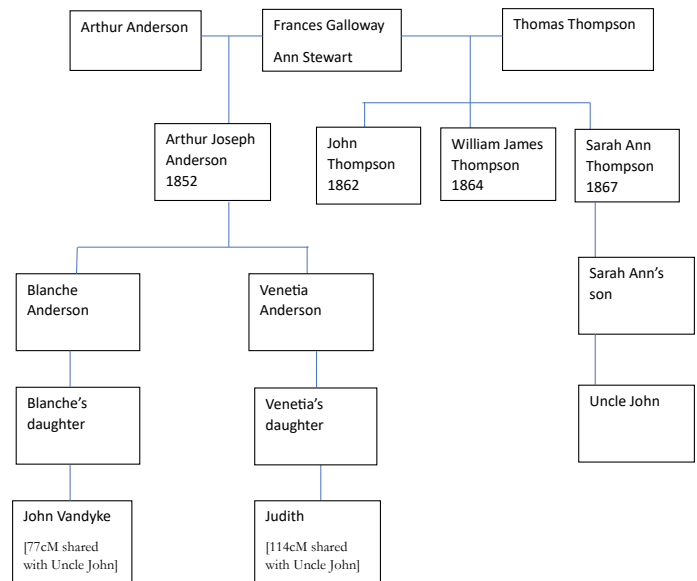 Arthur Anderson
Frances Galloway
Ann Stewart
Thomas Thompson
Arthur Joseph
Anderson
1852
John
Thompson
1862
William James
Thompson
1864
Sarah Ann
Thompson
1867
Blanche
Anderson
Venetia
Anderson
Sarah Ann’s
son
Blanche’s
daughter
Venetia’s
daughter
Uncle John
John Vandyke
[77cM shared
with Uncle John]
Judith
[114cM shared
with Uncle John]